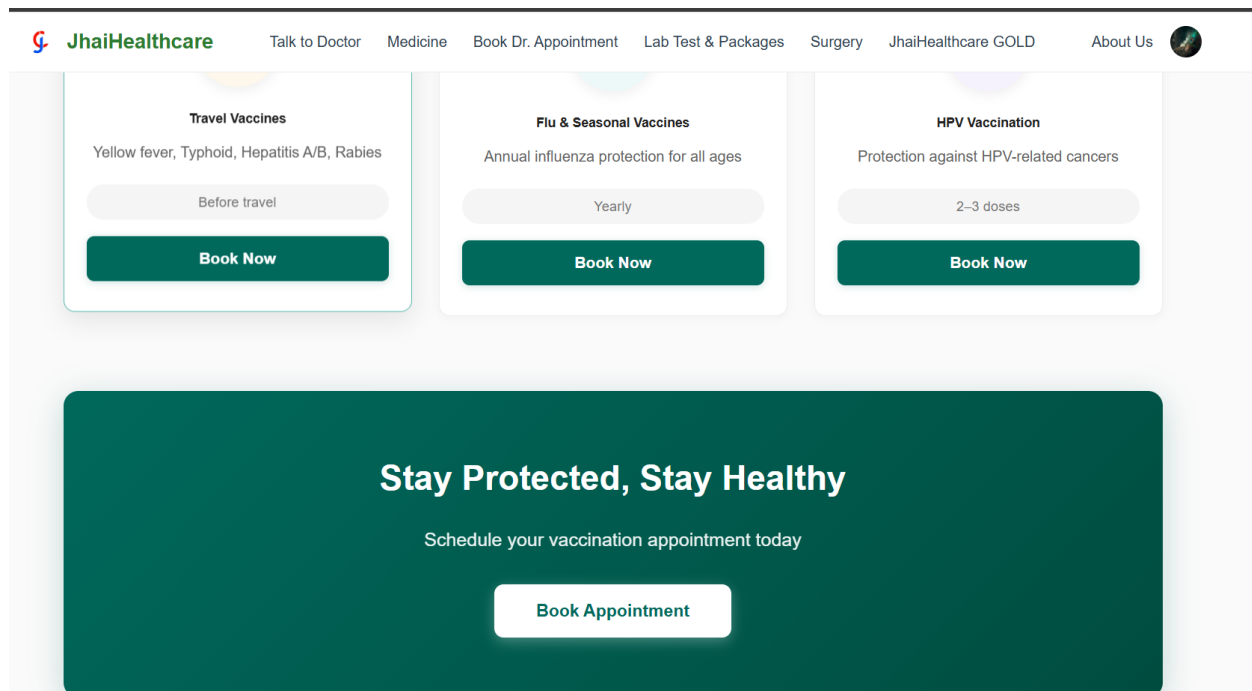 JhaiHealthcare
Talk to Doctor
Medicine
Book Dr. Appointment
Lab Test & Packages
Surgery
JhaiHealthcare GOLD
About Us
Travel Vaccines
Yellow fever, Typhoid, Hepatitis A/B, Rabies
Before travel
Book Now
Flu & Seasonal Vaccines
Annual influenza protection for all ages
Yearly
Book Now
HPV Vaccination
Protection against HPV-related cancers
2–3 doses
Book Now
Stay Protected, Stay Healthy
Schedule your vaccination appointment today
Book Appointment